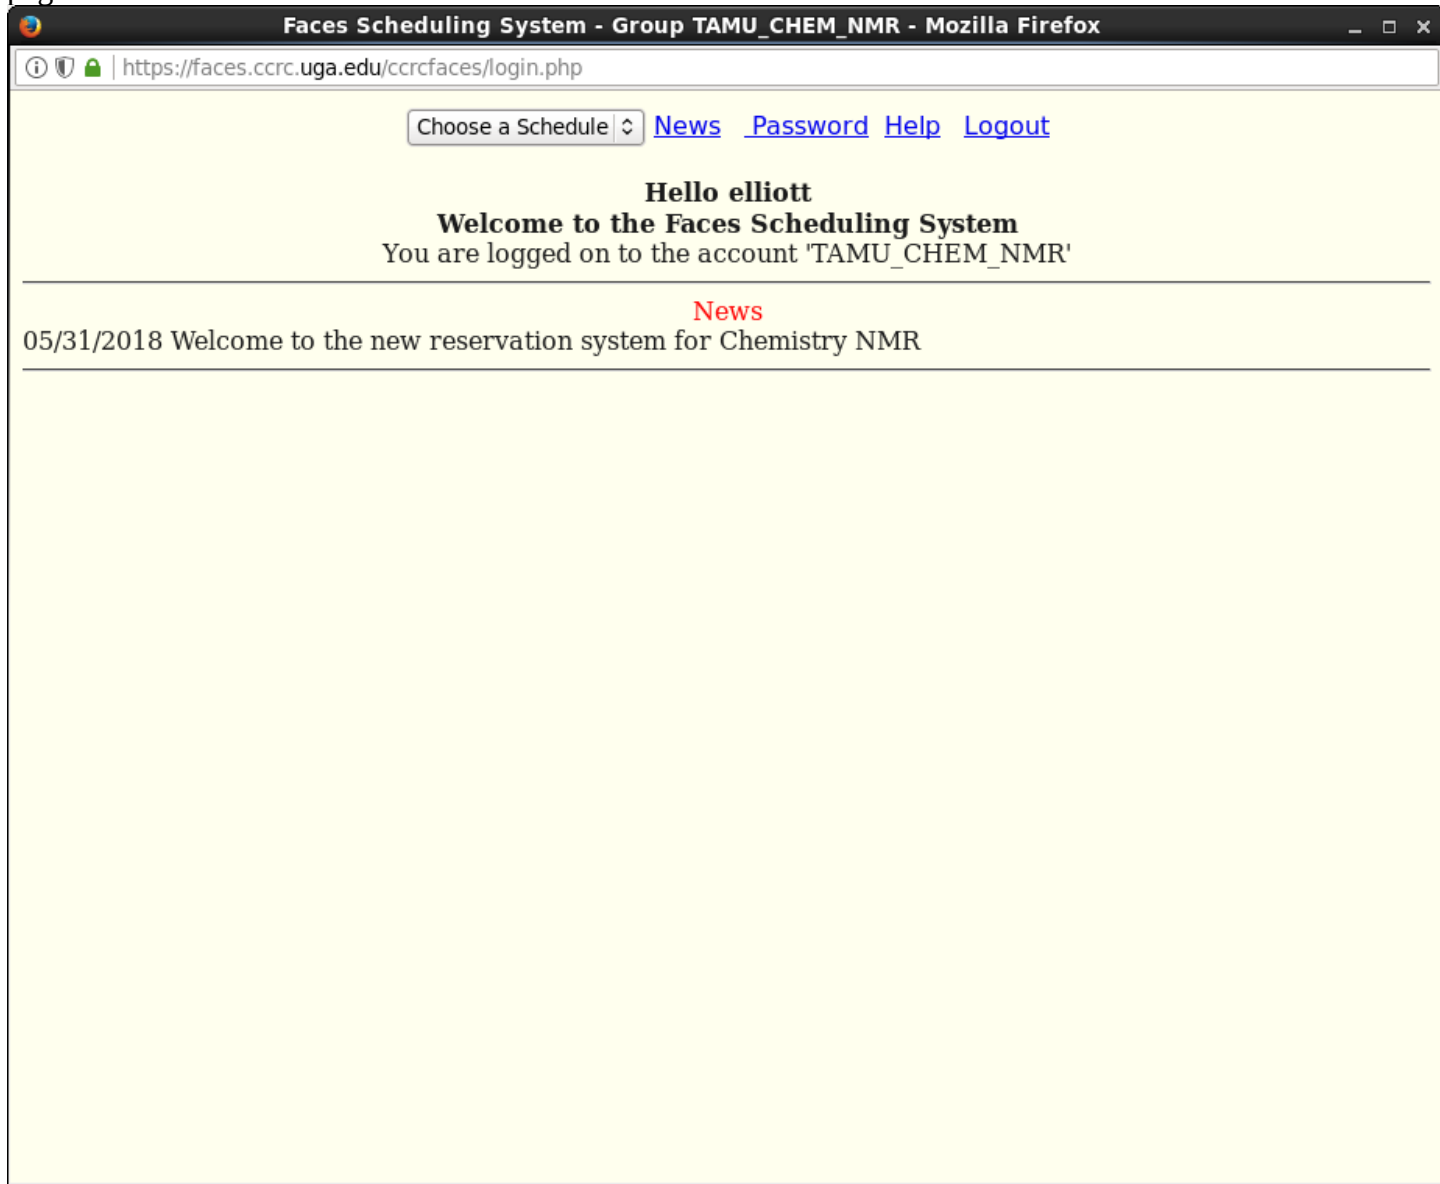 Faces Scheduling System - Group TAMU_CHEM_NMR - Mozilla Firefox
https://faces.ccrc.uga.edu/ccrcfaces/login.php
Choose a Schedule News Password Help Logout
Hello elliott
Welcome to the Faces Scheduling System
You are logged on to the account 'TAMU_CHEM_NMR'
News
05/31/2018 Welcome to the new reservation system for Chemistry NMR